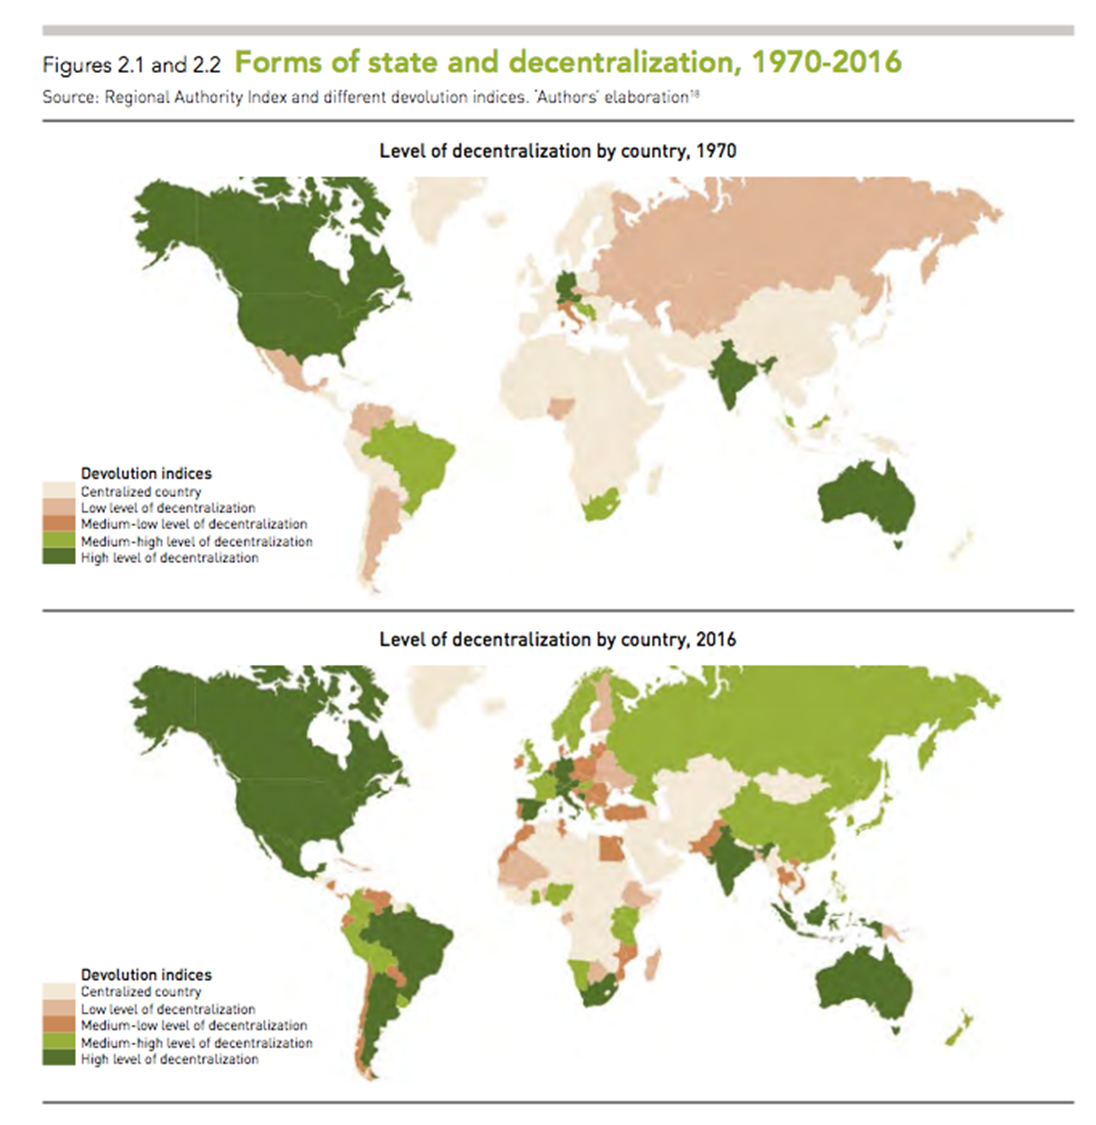 Figures 2.1 and 2.2 Forms of state and decentralization, 1970-2016
Source: Regional Authority Index and different devolution indices. 'Authors' elaboration¹⁸
Level of decentralization by country, 1970
Devolution indices
Centralized country
Low level of decentralization
Medium-low level of decentralization
Medium-high level of decentralization
High level of decentralization
Level of decentralization by country, 2016
Devolution indices
Centralized country
Low level of decentralization
Medium-low level of decentralization
Medium-high level of decentralization
High level of decentralization